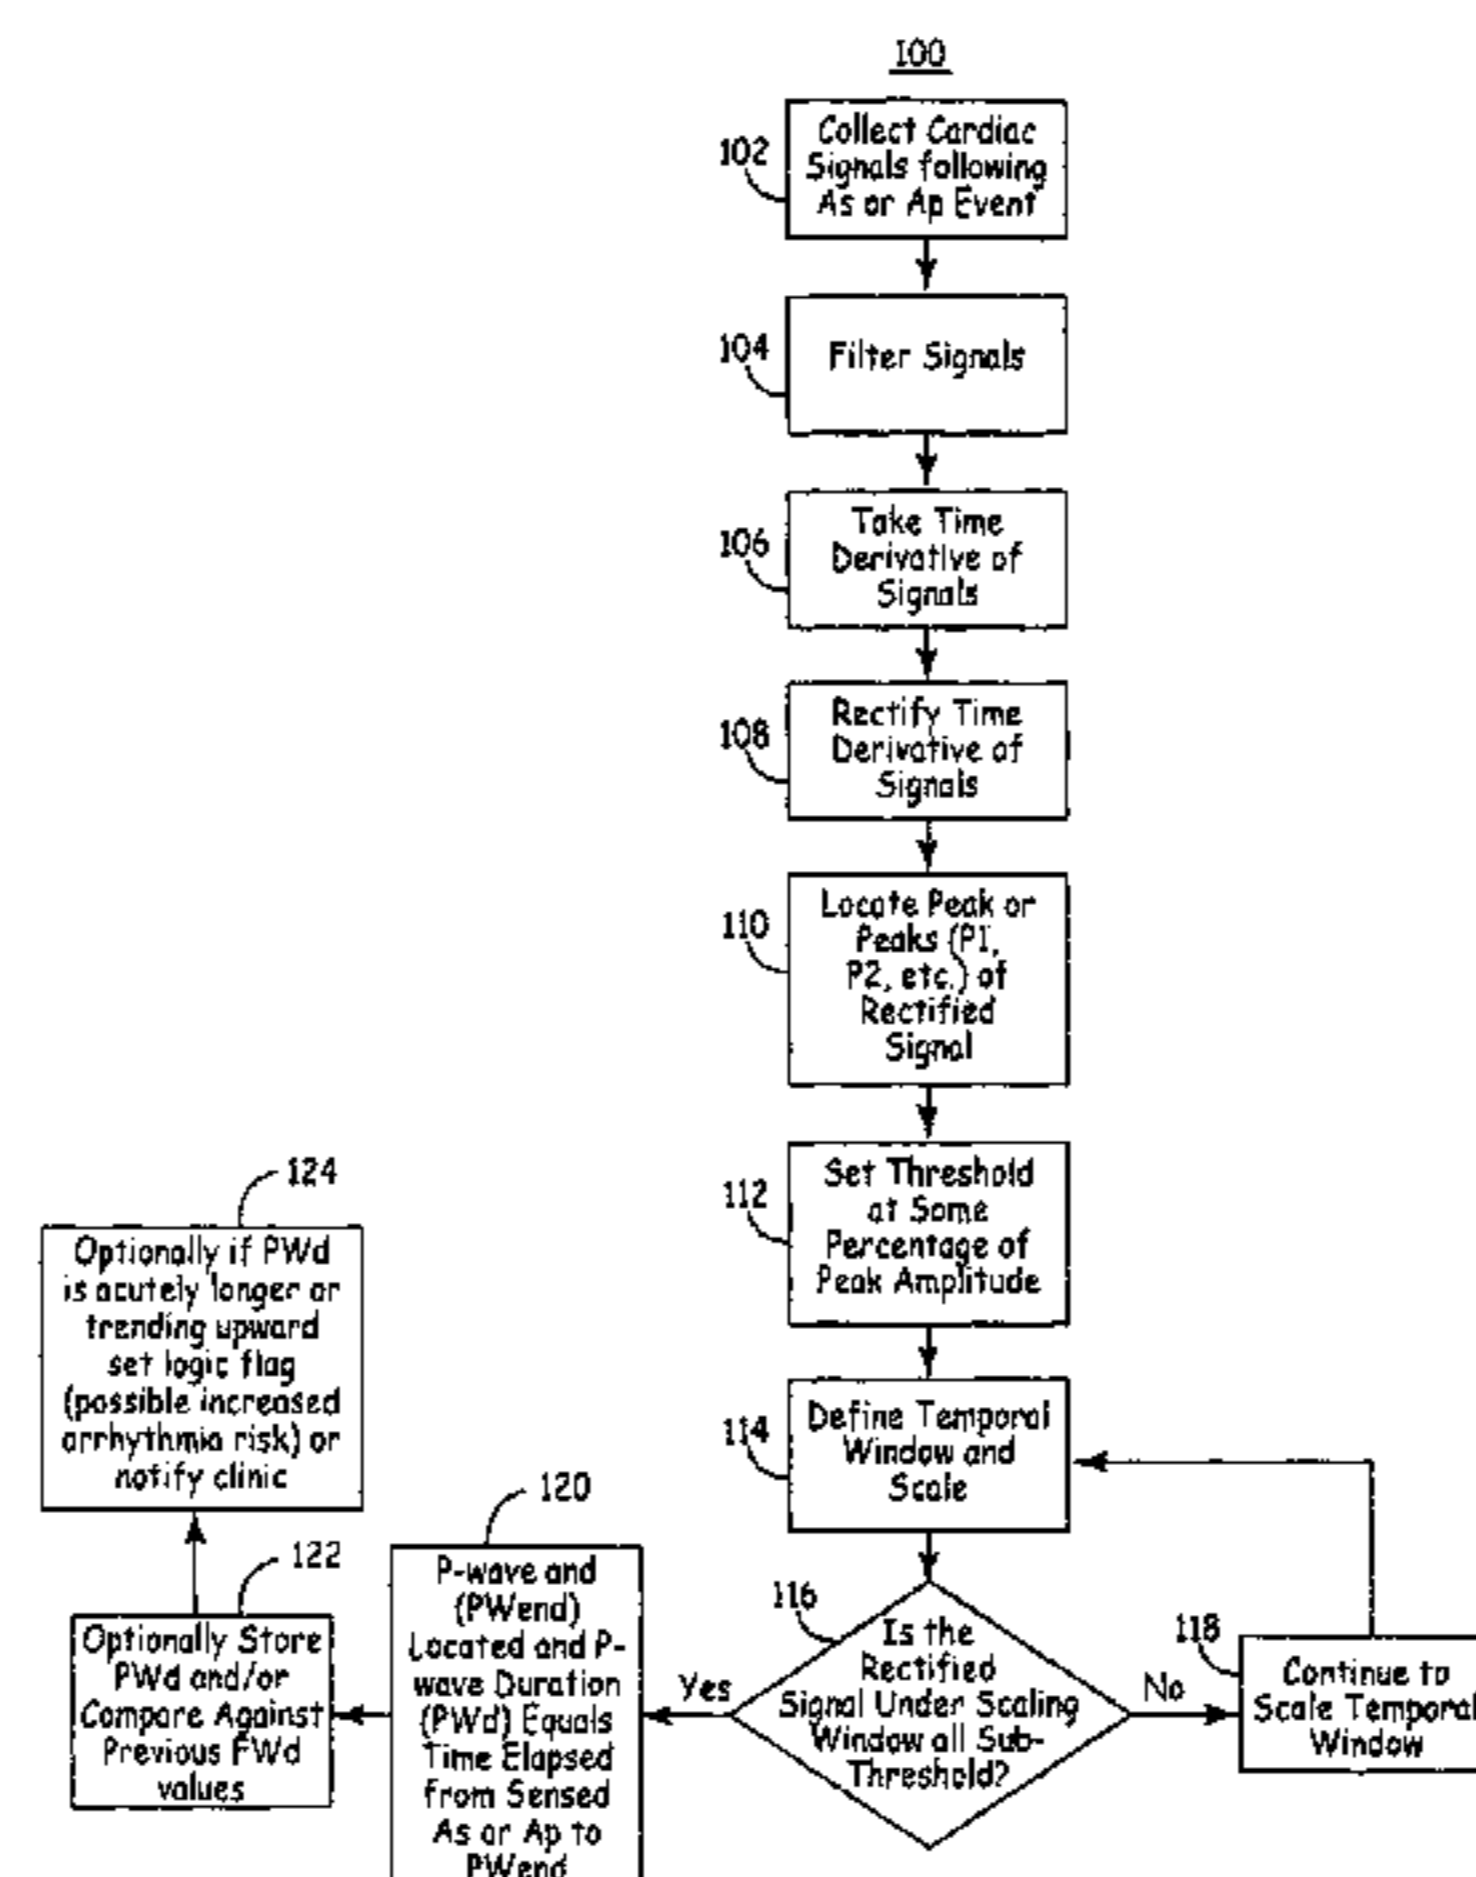 100
102
Collect Cardiac
Signals following
As or Ap Event
104
Filter Signals
106
Take Time
Derivative of
Signals
108
Rectify Time
Derivative of
Signals
110
Locate Peak or
Peaks (P1,
P2, etc.) of
Rectified
Signal
112
Set Threshold
at Some
Percentage of
Peak Amplitude
114
Define Temporal
Window and
Scale
116
Is the
Rectified
Signal Under Scaling
Window all Sub-
Threshold?
Yes
No
118
Continue to
Scale Temporal
Window
120
P-wave and
(PWend)
Located and P-
wave Duration
(PWd) Equals
Time Elapsed
from Sensed
As or Ap to
PWend
122
Optionally Store
PWd and/or
Compare Against
Previous PWd
values
124
Optionally if PWd
is acutely longer or
trending upward
set logic flag
(possible increased
arrhythmia risk) or
notify clinic